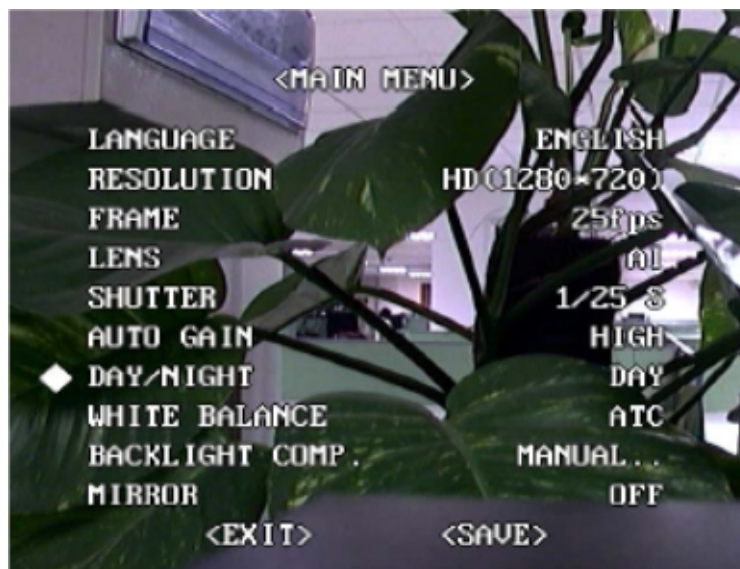 <MAIN MENU>
LANGUAGE ENGLISH
RESOLUTION HD(1280*720)
FRAME 25fps
LENS AI
SHUTTER 1/25 S
AUTO GAIN HIGH
DAY/NIGHT DAY
WHITE BALANCE ATC
BACKLIGHT COMP. MANUAL..
MIRROR OFF
<EXIT> <SAVE>